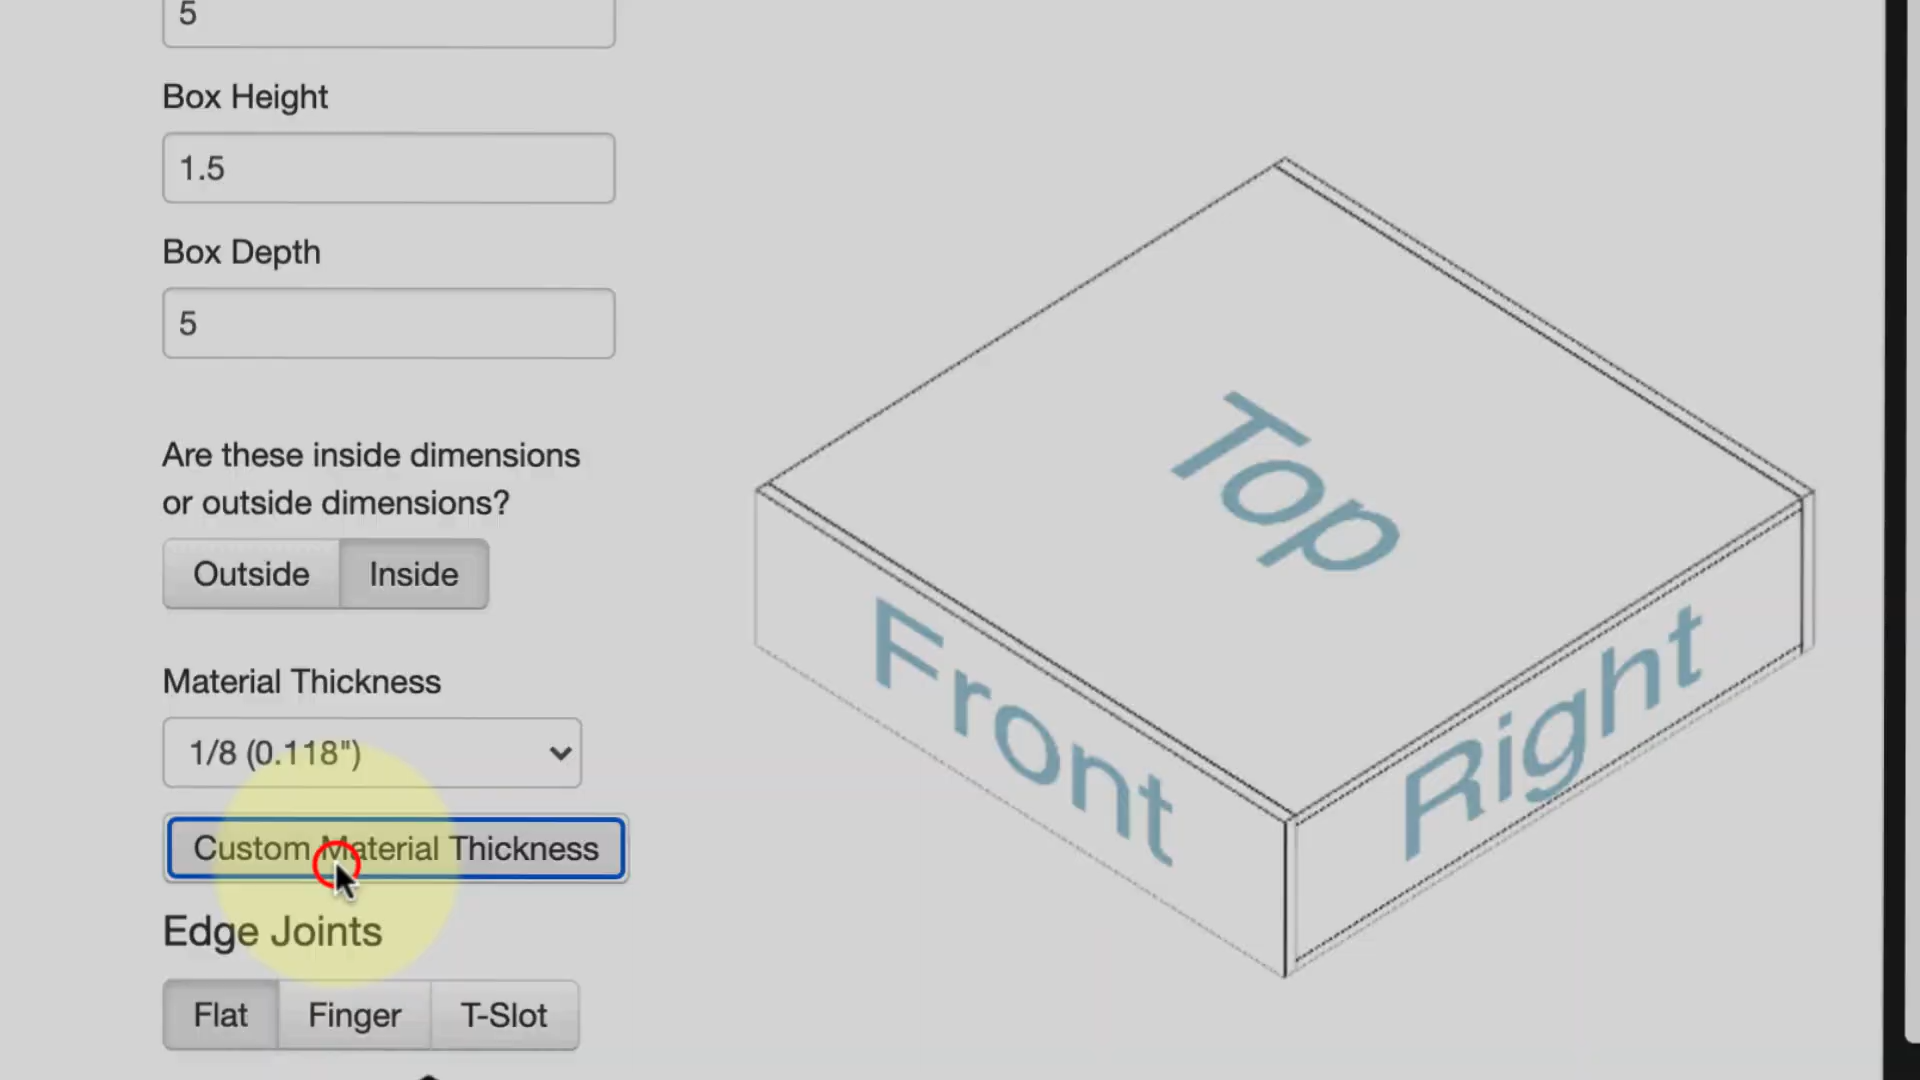 5
Box Height
1.5
Box Depth
5
Are these inside dimensions
or outside dimensions?
Outside Inside
Material Thickness
1/8 (0.118")
Custom Material Thickness
Edge Joints
Flat Finger T-Slot
Top
Front
Right